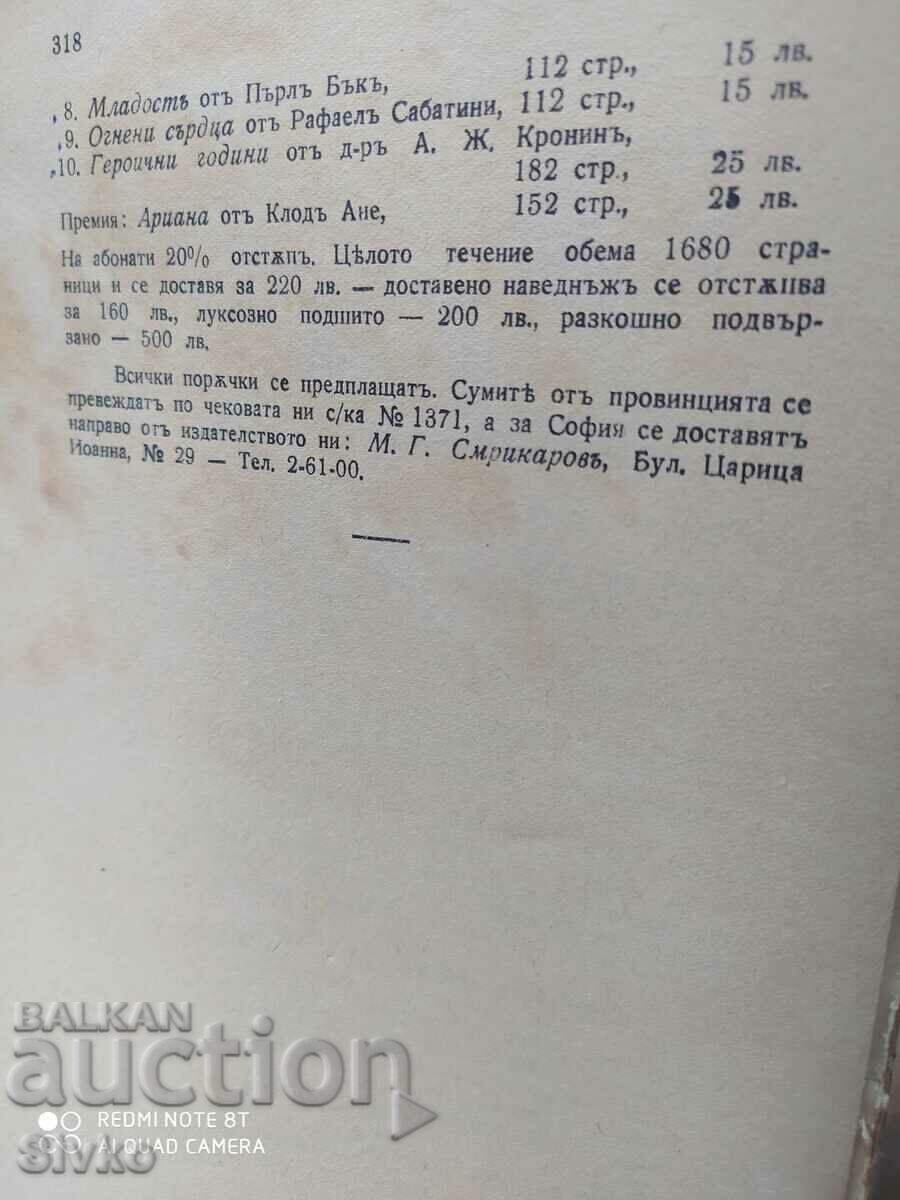 318
8. Младость отъ Пърлъ Бъкъ, 112 стр., 15 лв.
9. Огнени сърдца отъ Рафаелъ Сабатини, 112 стр., 15 лв.
10. Героични години отъ д-ръ А. Ж. Кронинъ,
182 стр., 25 лв.
Премия: Ариана отъ Клодъ Ане, 152 стр., 25 лв.
На абонати 20% отстѫпъ. Цѣлото течение обема 1680 стра-
ници и се доставя за 220 лв. — доставено наведнъжъ се отстѫпва
за 160 лв., луксозно подшито — 200 лв., разкошно подвър-
зано — 500 лв.
Всички порѫчки се предплащатъ. Сумитѣ отъ провинцията се
превеждатъ по чековата ни с/ка № 1371, а за София се доставятъ
направо отъ издателството ни: М. Г. Смрикаровъ, Бул. Царица
Иоанна, № 29 — Тел. 2-61-00.
BALKAN
auction
REDMI NOTE 8T
AI QUAD CAMERA
Sivko